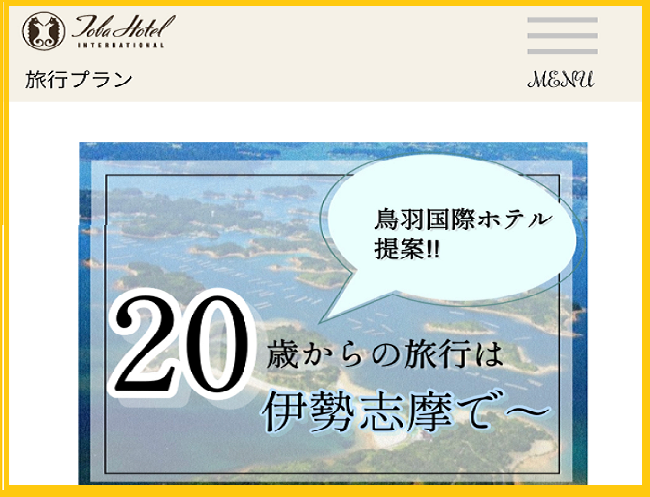 Toba Hotel
INTERNATIONAL
旅行プラン
MENU
鳥羽国際ホテル
提案!!
20
歳からの旅行は
伊勢志摩で～